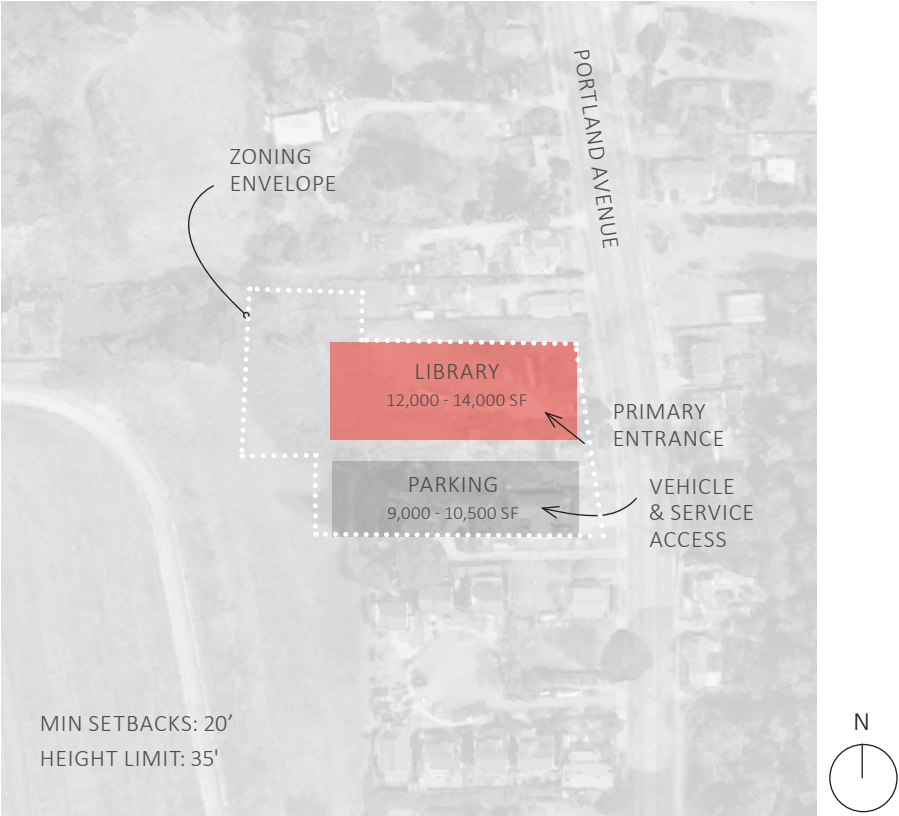 PORTLAND AVENUE
ZONING
ENVELOPE
LIBRARY
12,000 - 14,000 SF
PRIMARY
ENTRANCE
PARKING
9,000 - 10,500 SF
VEHICLE
& SERVICE
ACCESS
MIN SETBACKS: 20’
HEIGHT LIMIT: 35'
N